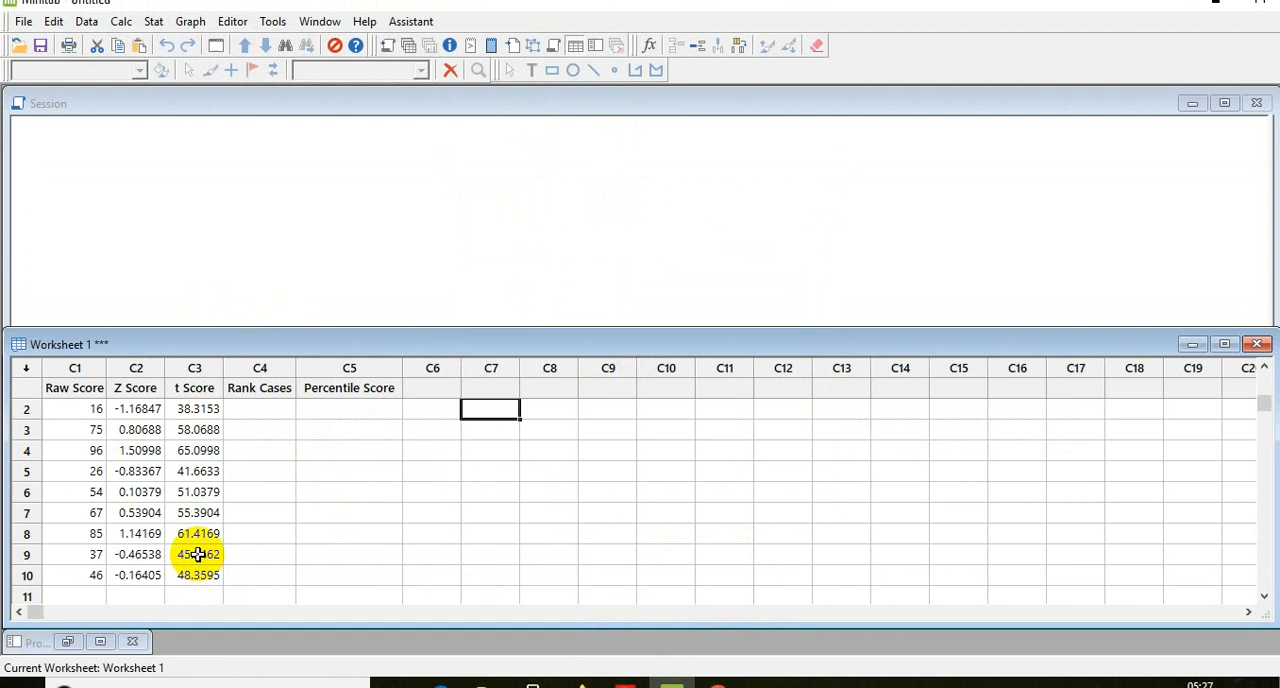 Minitab - Untitled
File Edit Data Calc Stat Graph Editor Tools Window Help Assistant
Session
Worksheet 1 ***
C1 C2 C3 C4 C5 C6 C7 C8 C9 C10 C11 C12 C13 C14 C15 C16 C17 C18 C19
Raw Score Z Score t Score Rank Cases Percentile Score
2 16 -1.16847 38.3153
3 75 0.80688 58.0688
4 96 1.50998 65.0998
5 26 -0.83367 41.6633
6 54 0.10379 51.0379
7 67 0.53904 55.3904
8 85 1.14169 61.4169
9 37 -0.46538
10 46 -0.16405 48.3595
11
Pro...
Current Worksheet: Worksheet 1
05:27